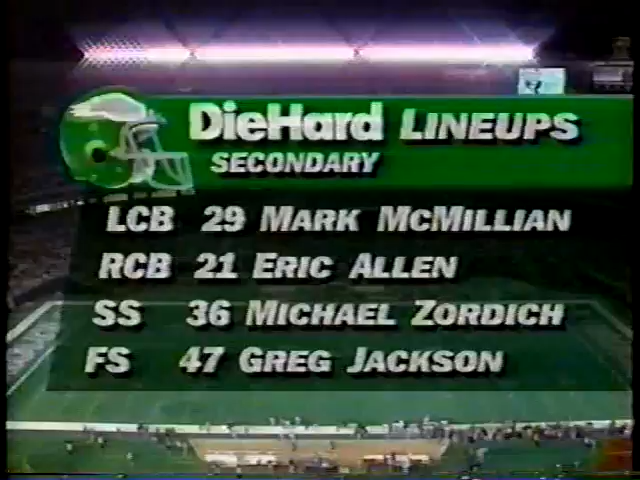 DieHard LINEUPS
SECONDARY
LCB 29 MARK MCMILLIAN
RCB 21 ERIC ALLEN
SS 36 MICHAEL ZORDICH
FS 47 GREG JACKSON